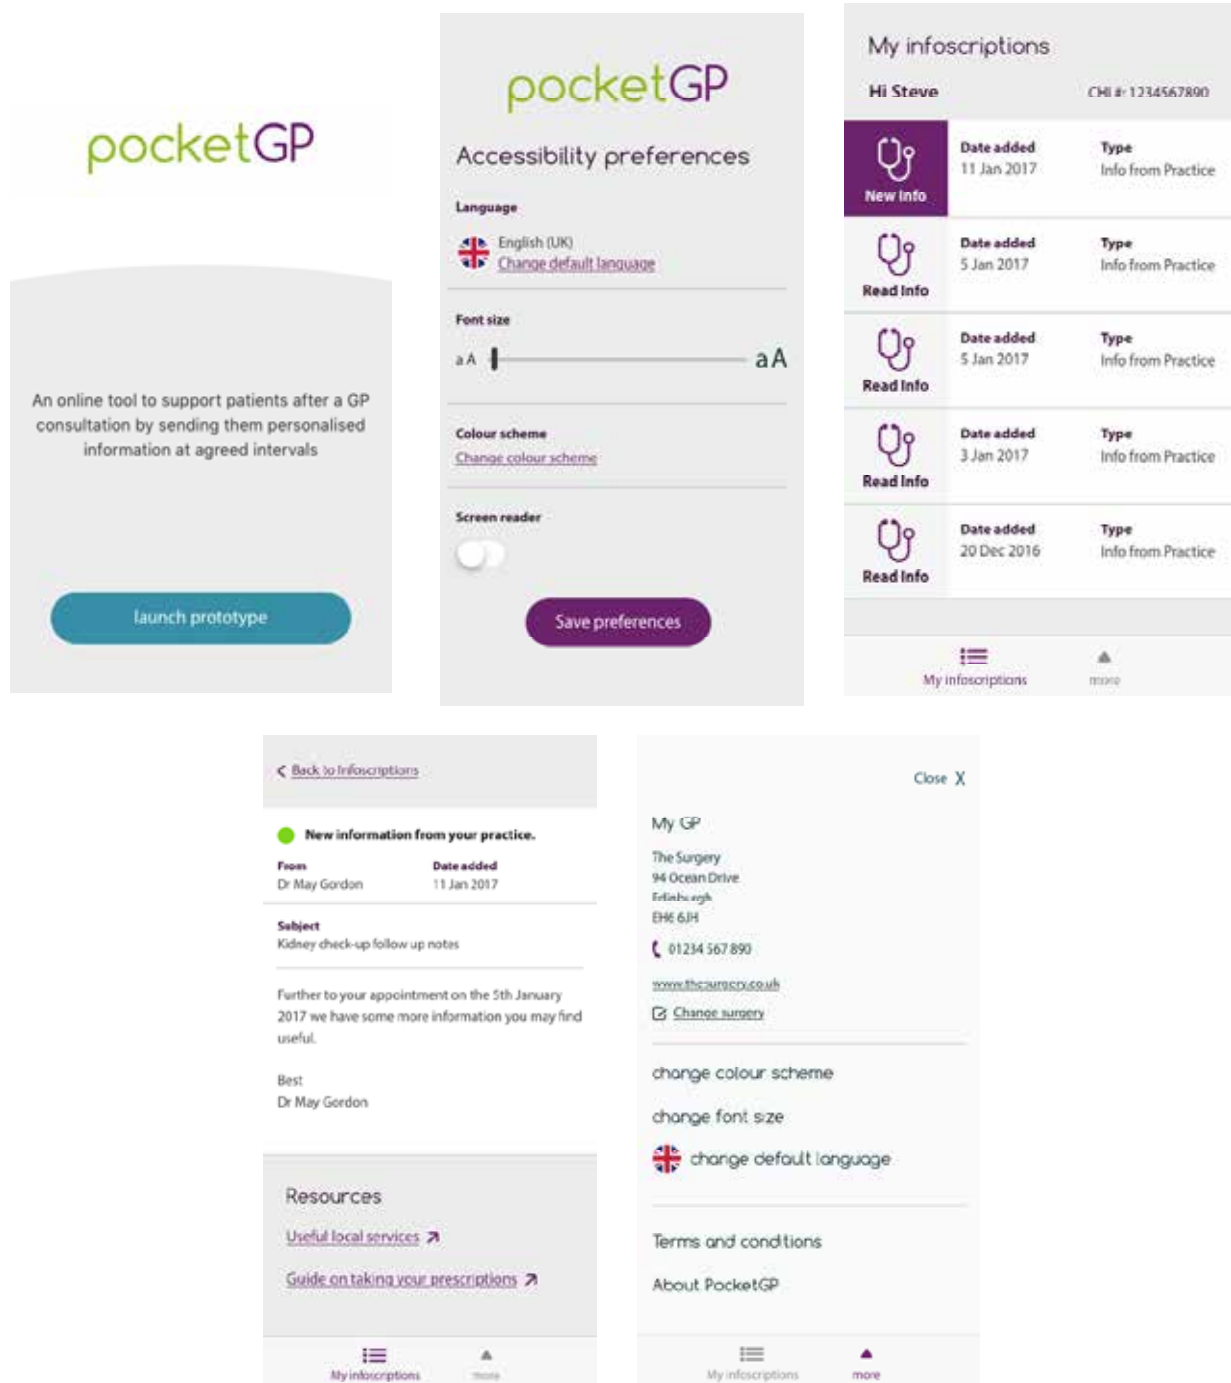 pocketGP
An online tool to support patients after a GP
consultation by sending them personalised
information at agreed intervals
launch prototype
pocketGP
Accessibility preferences
Language
English (UK)
Change default language
Font size
a A
a A
Colour scheme
Change colour scheme
Screen reader
Save preferences
My infoscriptions
Hi Steve
CHI #: 1234567890
New Info
Date added
11 Jan 2017
Type
Info from Practice
Read Info
Date added
5 Jan 2017
Type
Info from Practice
Read Info
Date added
5 Jan 2017
Type
Info from Practice
Read Info
Date added
3 Jan 2017
Type
Info from Practice
Read Info
Date added
20 Dec 2016
Type
Info from Practice
My infoscriptions
more
Back to Infoscriptions
New information from your practice.
From
Dr May Gordon
Date added
11 Jan 2017
Subject
Kidney check-up follow up notes
Further to your appointment on the 5th January
2017 we have some more information you may find
useful.
Best
Dr May Gordon
Resources
Useful local services
Guide on taking your prescriptions
My infoscriptions
more
Close X
My GP
The Surgery
94 Ocean Drive
Edinburgh
EH6 6JH
01234 567 890
www.thesurgery.co.uk
Change surgery
change colour scheme
change font size
change default language
Terms and conditions
About PocketGP
My infoscriptions
more